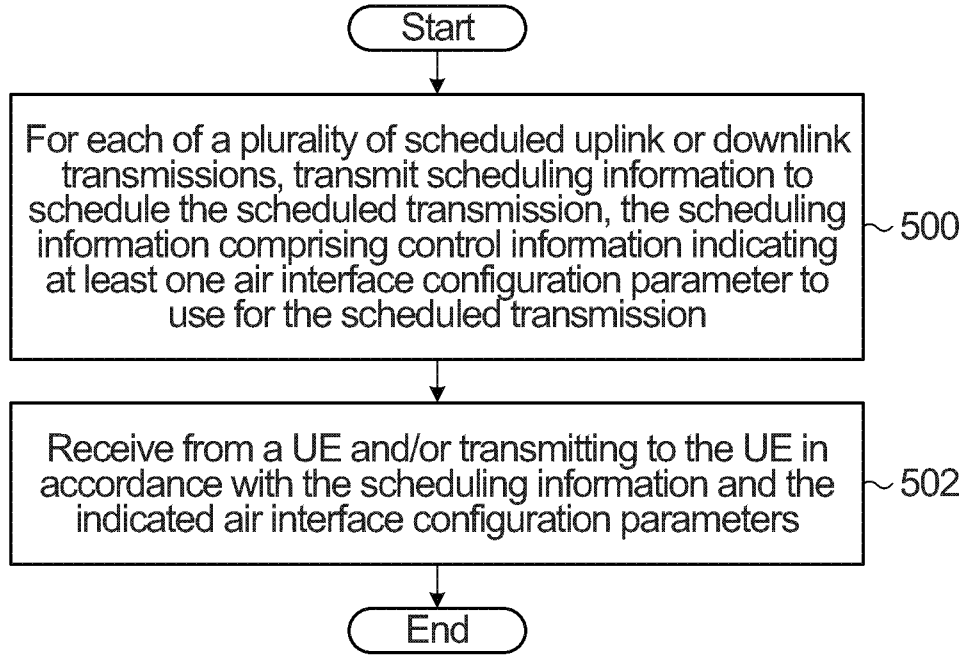 Start
For each of a plurality of scheduled uplink or downlink
transmissions, transmit scheduling information to
schedule the scheduled transmission, the scheduling
information comprising control information indicating
at least one air interface configuration parameter to
use for the scheduled transmission
500
Receive from a UE and/or transmitting to the UE in
accordance with the scheduling information and the
indicated air interface configuration parameters
502
End